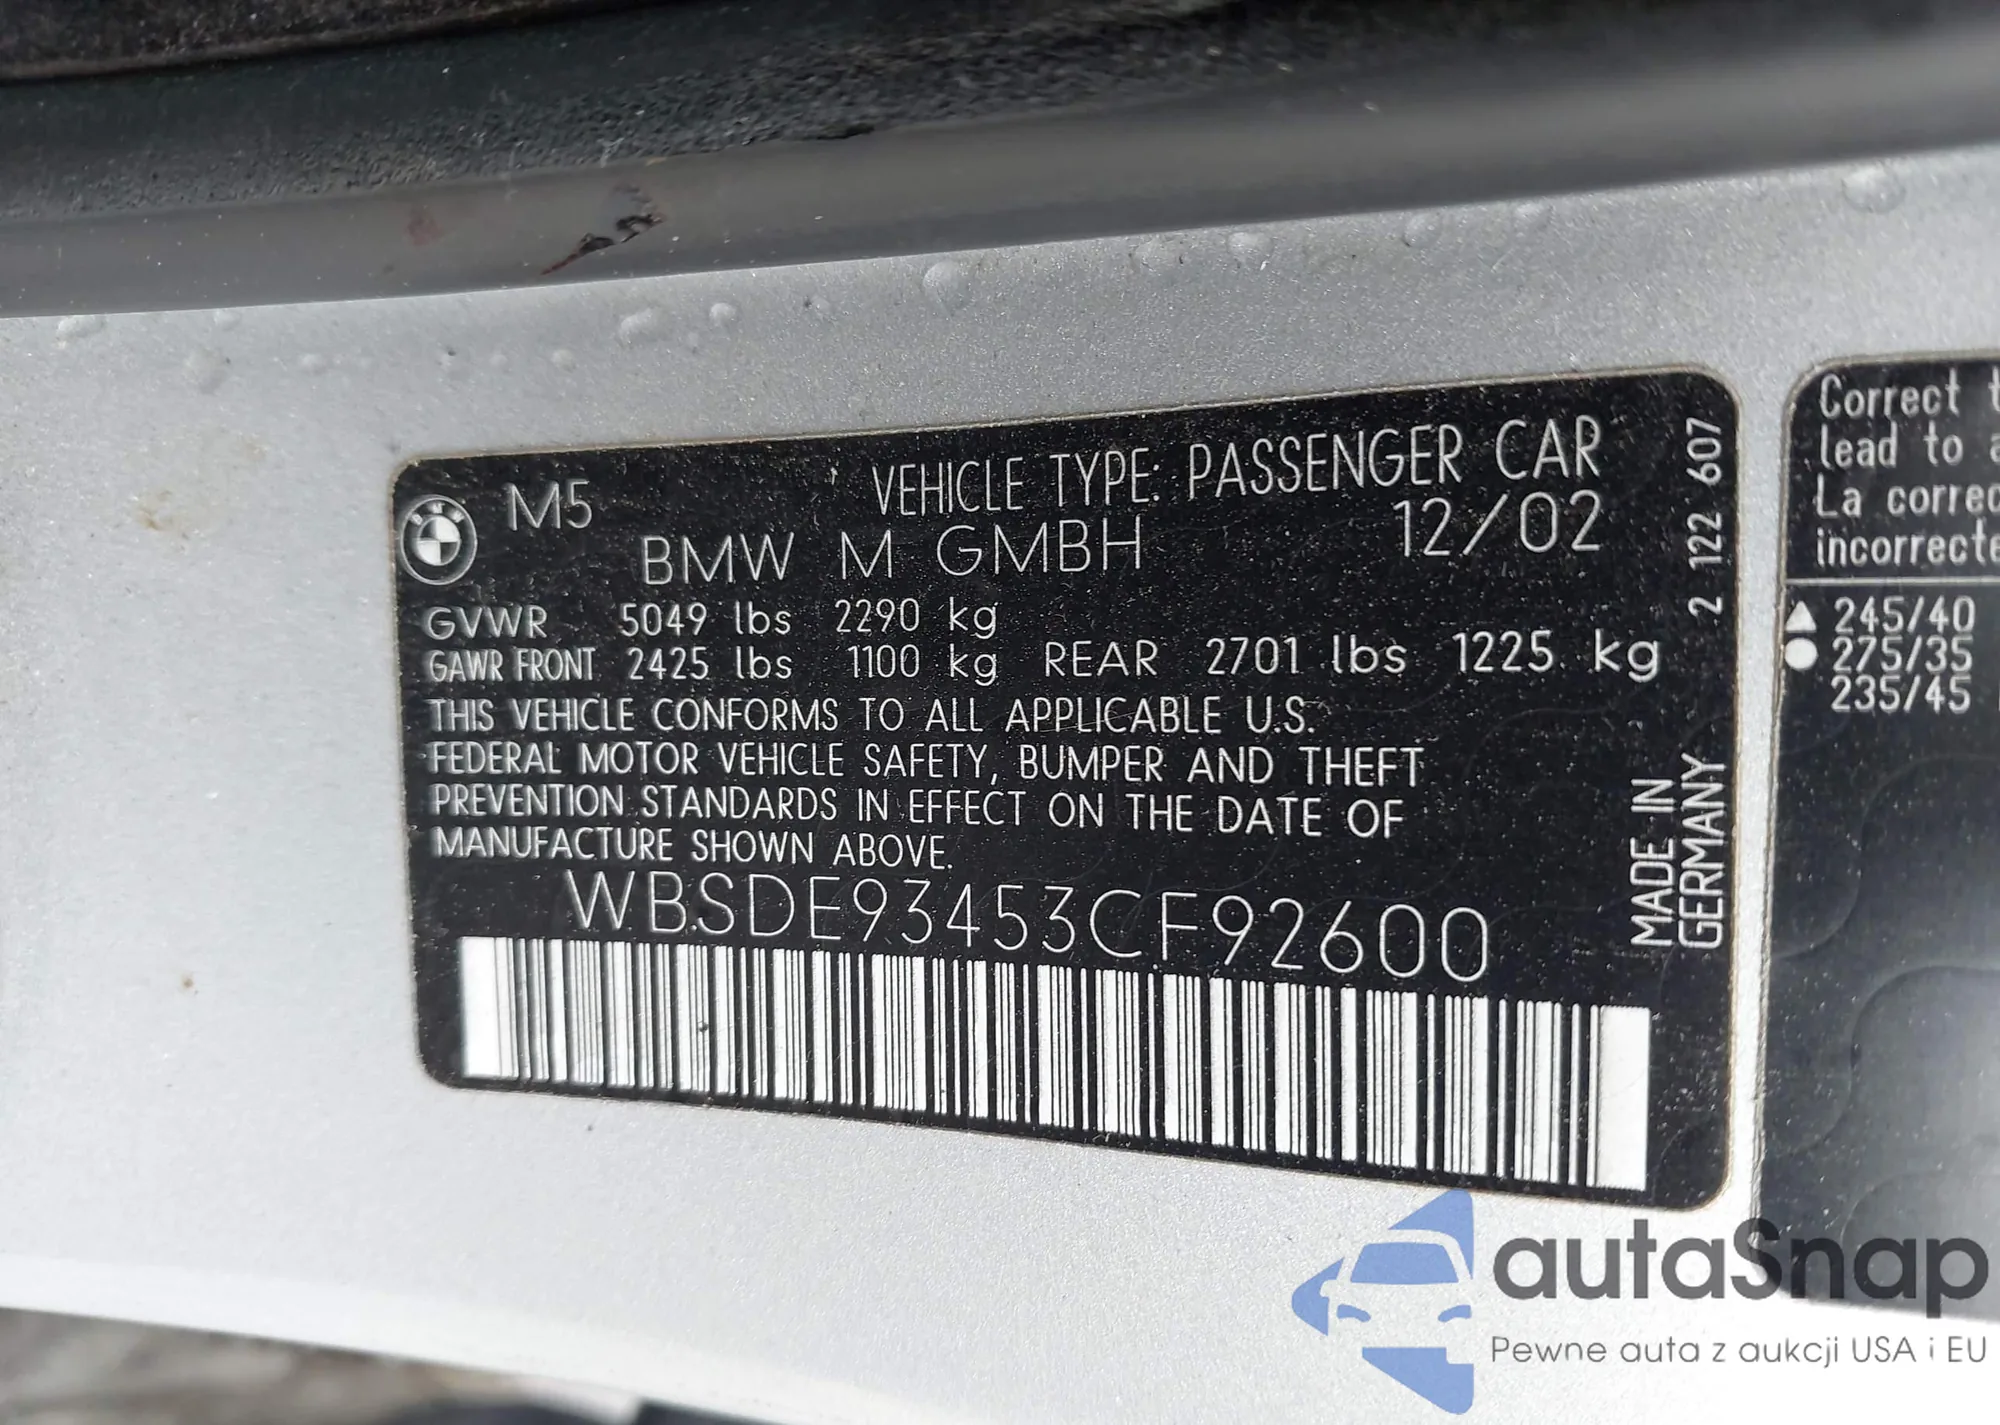 M5
VEHICLE TYPE: PASSENGER CAR
BMW M GMBH
12/02
GVWR 5049 lbs 2290 kg
GAWR FRONT 2425 lbs 1100 kg REAR 2701 lbs 1225 kg
THIS VEHICLE CONFORMS TO ALL APPLICABLE U.S.
FEDERAL MOTOR VEHICLE SAFETY, BUMPER AND THEFT
PREVENTION STANDARDS IN EFFECT ON THE DATE OF
MANUFACTURE SHOWN ABOVE.
WBSDE93453CF92600
2 122 607
MADE IN
GERMANY
Correct
lead to
La
245/40
275/35
235/45
autaSnap
Pewne auta z aukcji USA i EU